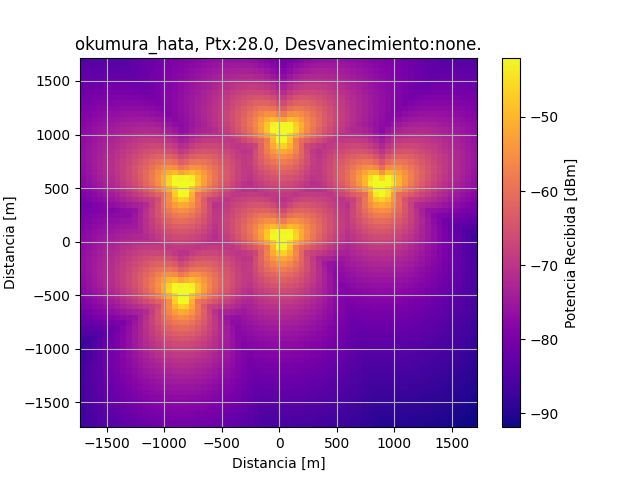 okumura_hata, Ptx:28.0, Desvanecimiento:none.
1500
1000
500
0
−500
−1000
−1500
Distancia [m]
−1500 −1000 −500 0 500 1000 1500
Distancia [m]
−50
−60
−70
−80
−90
Potencia Recibida [dBm]